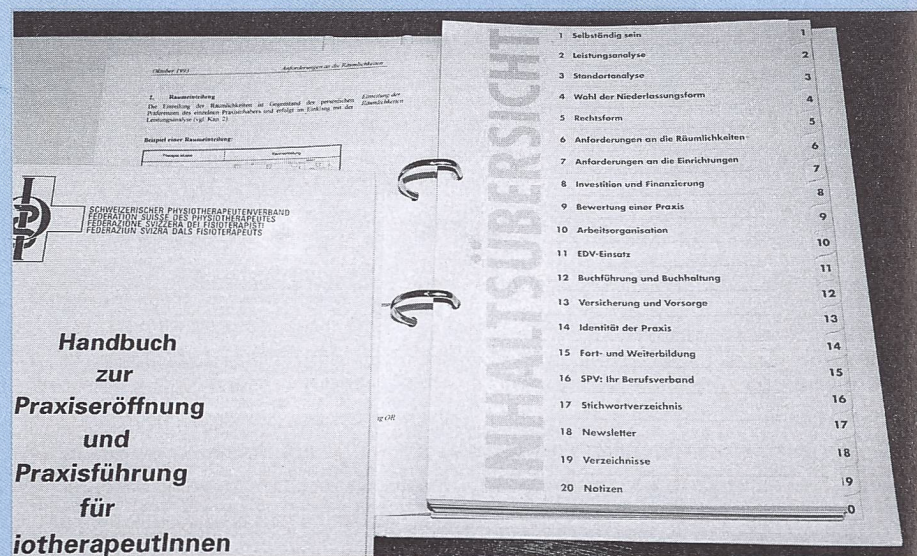 Oktober 1993
Anforderungen an die Räumlichkeiten
2. Raumeinteilung
Die Einteilung der Räumlichkeiten ist Gegenstand der persönlichen
Präferenzen des einzelnen Praxisinhabers und erfolgt im Einklang mit der
Leistungsanalyse (vgl. Kap. 2).
Einteilung der
Räumlichkeiten
Beispiel einer Raumeinteilung:
SCHWEIZERISCHER PHYSIOTHERAPEUTENVERBAND
FEDERATION SUISSE DES PHYSIOTHERAPEUTES
FEDERAZIONE SVIZZERA DEI FISIOTERAPISTI
FEDERAZIUN SVIZRA DALS FISIOTERAPEUTS
Handbuch
zur
Praxiseröffnung
und
Praxisführung
für
iotherapeutInnen
ig OR
INHALTSÜBERSICHT
1 Selbständig sein 1
2 Leistungsanalyse 2
3 Standortanalyse 3
4 Wahl der Niederlassungsform 4
5 Rechtsform 5
6 Anforderungen an die Räumlichkeiten 6
7 Anforderungen an die Einrichtungen 7
8 Investition und Finanzierung 8
9 Bewertung einer Praxis 9
10 Arbeitsorganisation 10
11 EDV-Einsatz 11
12 Buchführung und Buchhaltung 12
13 Versicherung und Vorsorge 13
14 Identität der Praxis 14
15 Fort- und Weiterbildung 15
16 SPV: Ihr Berufsverband 16
17 Stichwortverzeichnis 17
18 Newsletter 18
19 Verzeichnisse 19
20 Notizen 0